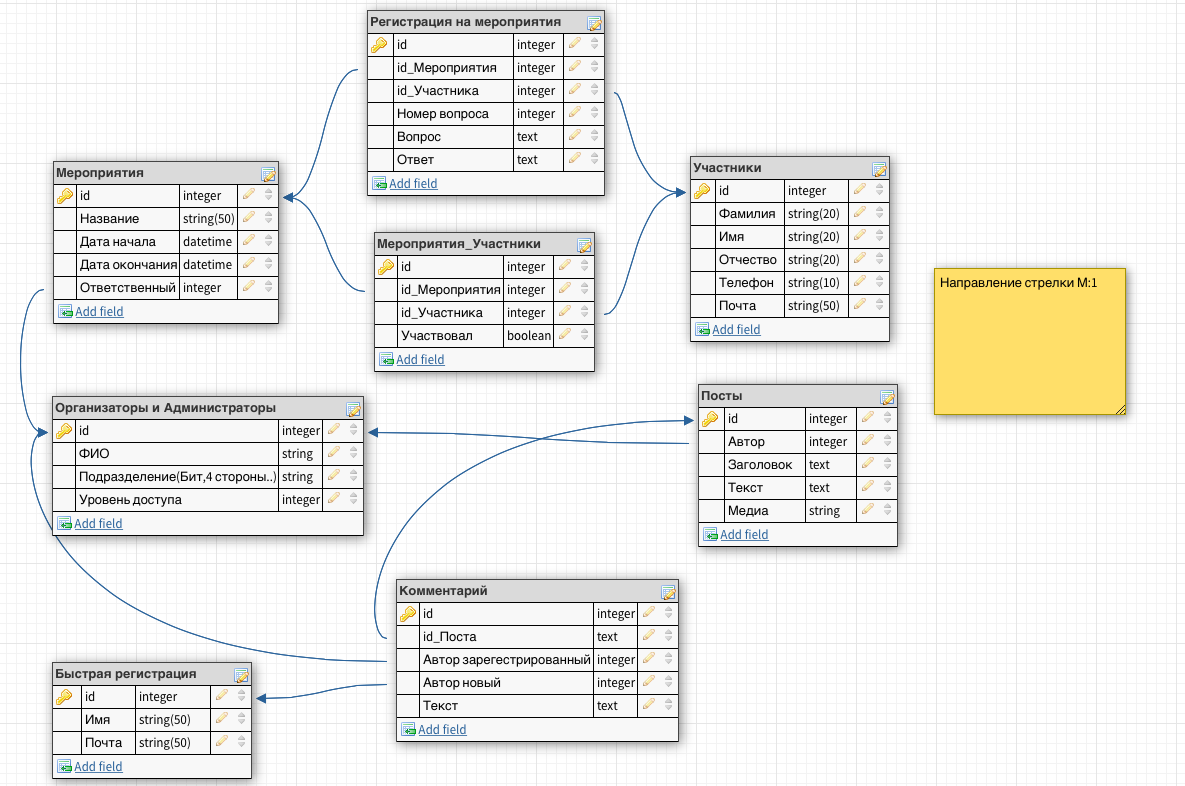 Регистрация на мероприятия
id integer
id_Мероприятия integer
id_Участника integer
Номер вопроса integer
Вопрос text
Ответ text
Add field
Мероприятия
id integer
Название string(50)
Дата начала datetime
Дата окончания datetime
Ответственный integer
Add field
Участники
id integer
Фамилия string(20)
Имя string(20)
Отчество string(20)
Телефон string(10)
Почта string(50)
Add field
Мероприятия_Участники
id integer
id_Мероприятия integer
id_Участника integer
Участвовал boolean
Add field
Направление стрелки М:1
Организаторы и Администраторы
id integer
ФИО string
Подразделение(Бит,4 стороны..) string
Уровень доступа integer
Add field
Посты
id integer
Автор integer
Заголовок text
Текст text
Медиа string
Add field
Комментарий
id integer
id_Поста text
Автор зарегестрированный integer
Автор новый integer
Текст text
Add field
Быстрая регистрация
id integer
Имя string(50)
Почта string(50)
Add field